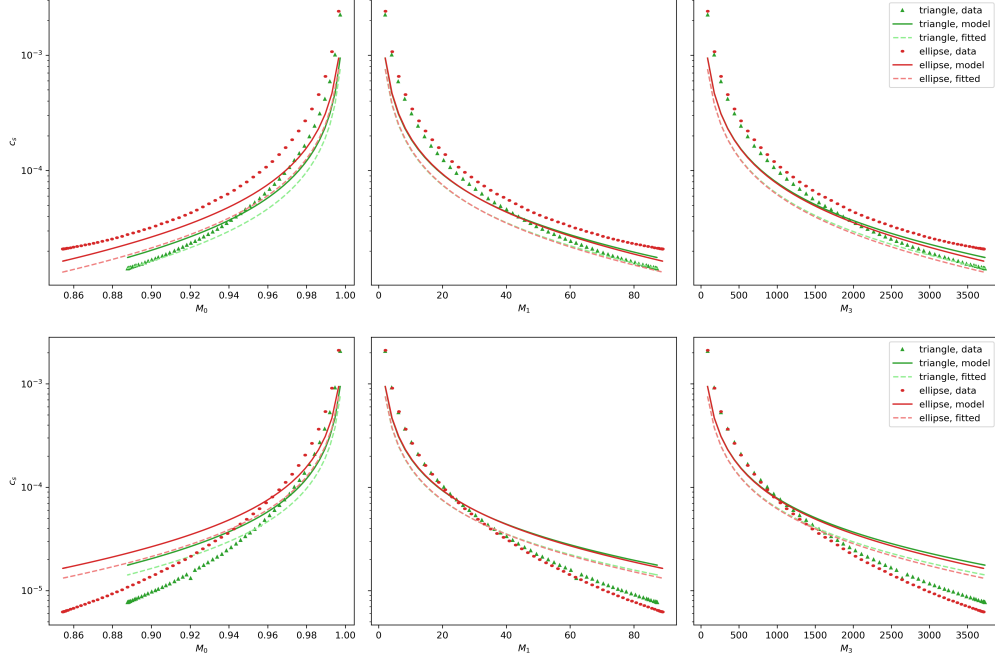 triangle, data
triangle, model
triangle, fitted
ellipse, data
ellipse, model
ellipse, fitted
10⁻³
10⁻⁴
c_s
0.86 0.88 0.90 0.92 0.94 0.96 0.98 1.00
M₀
0 20 40 60 80
M₁
0 500 1000 1500 2000 2500 3000 3500
M₃
triangle, data
triangle, model
triangle, fitted
ellipse, data
ellipse, model
ellipse, fitted
10⁻³
10⁻⁴
10⁻⁵
c_s
0.86 0.88 0.90 0.92 0.94 0.96 0.98 1.00
M₀
0 20 40 60 80
M₁
0 500 1000 1500 2000 2500 3000 3500
M₃